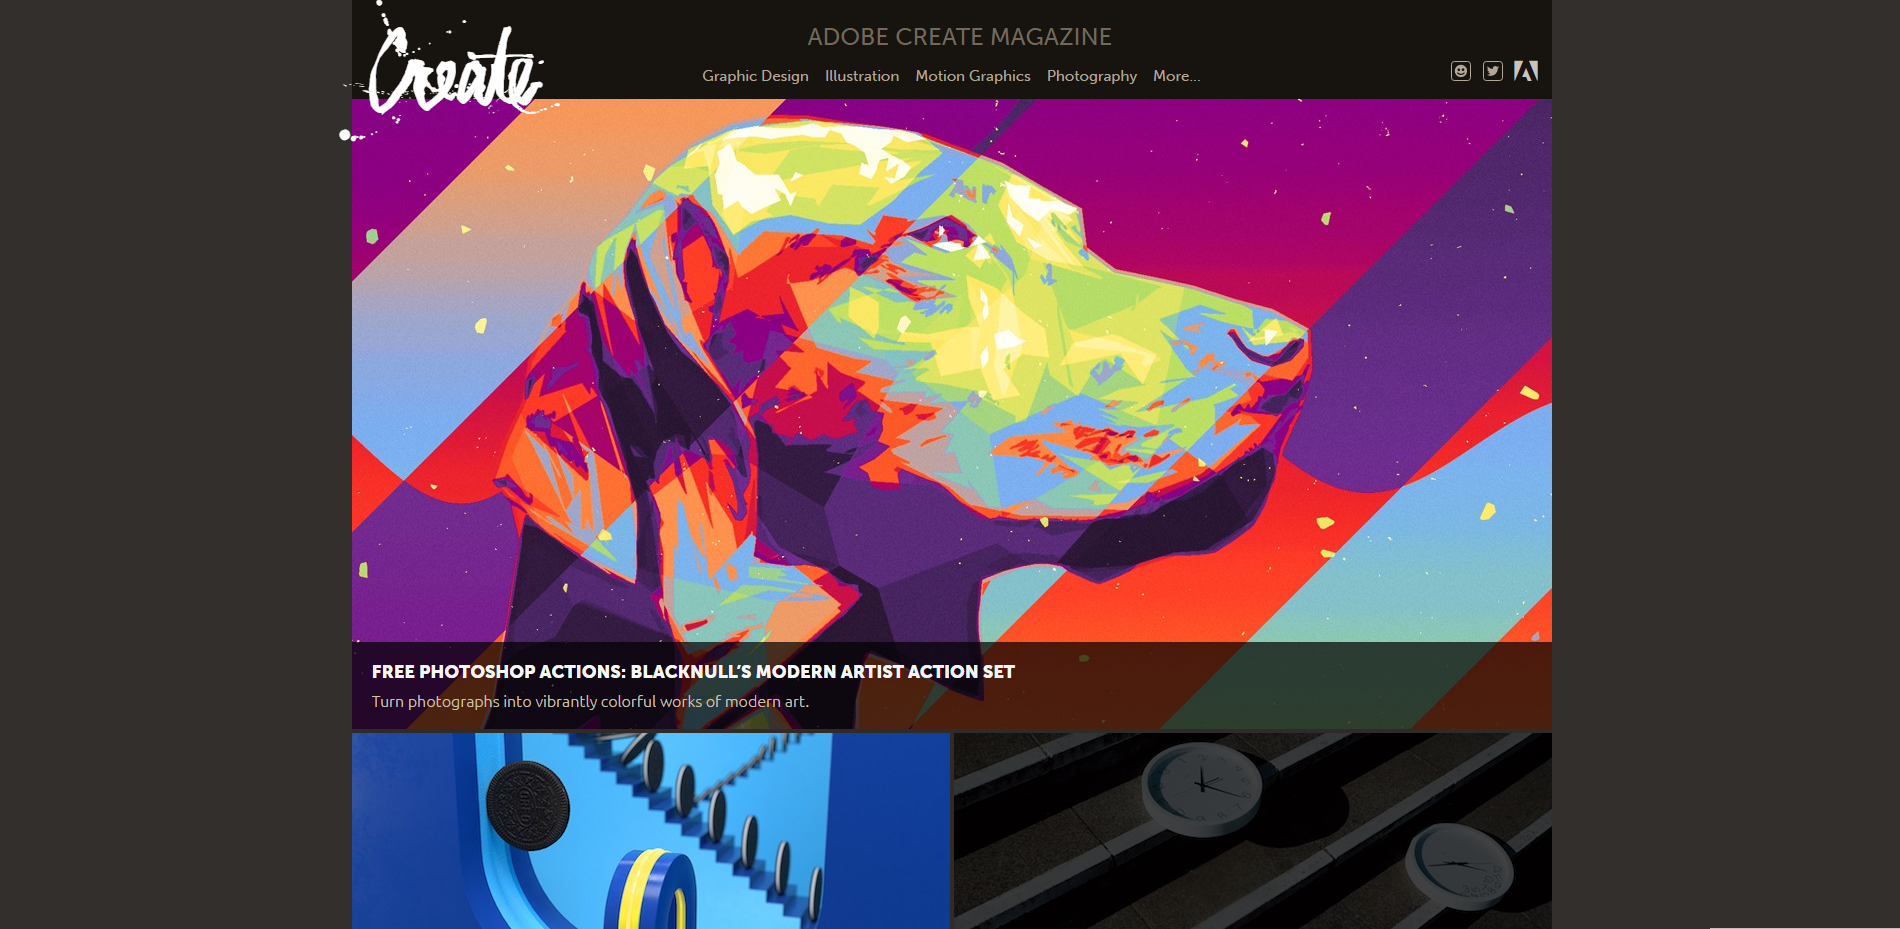 Create
ADOBE CREATE MAGAZINE
Graphic Design Illustration Motion Graphics Photography More...
FREE PHOTOSHOP ACTIONS: BLACKNULL'S MODERN ARTIST ACTION SET
Turn photographs into vibrantly colorful works of modern art.
OREO